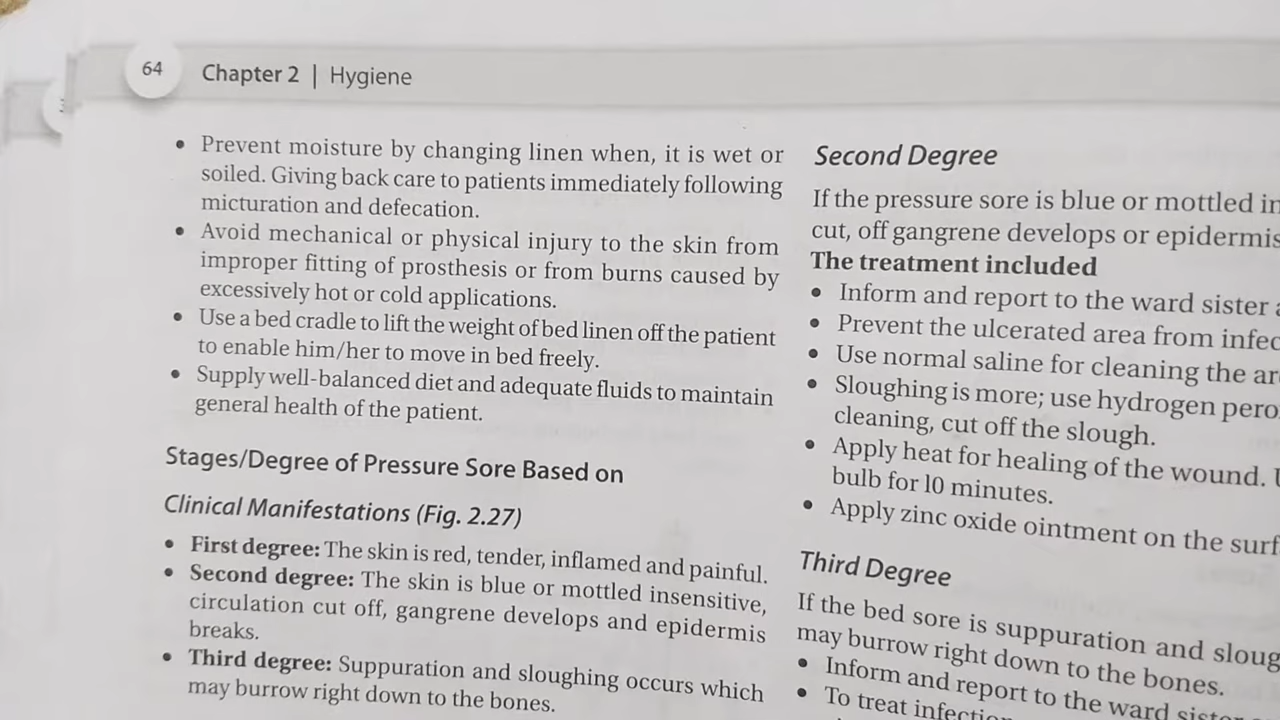 64 Chapter 2 | Hygiene
• Prevent moisture by changing linen when, it is wet or
soiled. Giving back care to patients immediately following
micturation and defecation.
• Avoid mechanical or physical injury to the skin from
improper fitting of prosthesis or from burns caused by
excessively hot or cold applications.
• Use a bed cradle to lift the weight of bed linen off the patient
to enable him/her to move in bed freely.
• Supply well-balanced diet and adequate fluids to maintain
general health of the patient.
Stages/Degree of Pressure Sore Based on
Clinical Manifestations (Fig. 2.27)
• First degree: The skin is red, tender, inflamed and painful.
• Second degree: The skin is blue or mottled insensitive,
circulation cut off, gangrene develops and epidermis
breaks.
• Third degree: Suppuration and sloughing occurs which
may burrow right down to the bones.
Second Degree
If the pressure sore is blue or mottled in
cut, off gangrene develops or epidermis
The treatment included
• Inform and report to the ward sister
• Prevent the ulcerated area from infec
• Use normal saline for cleaning the ar
• Sloughing is more; use hydrogen pero
cleaning, cut off the slough.
• Apply heat for healing of the wound.
bulb for 10 minutes.
• Apply zinc oxide ointment on the surf
Third Degree
If the bed sore is suppuration and sloug
may burrow right down to the bones.
• Inform and report to the ward sister
• To treat infection